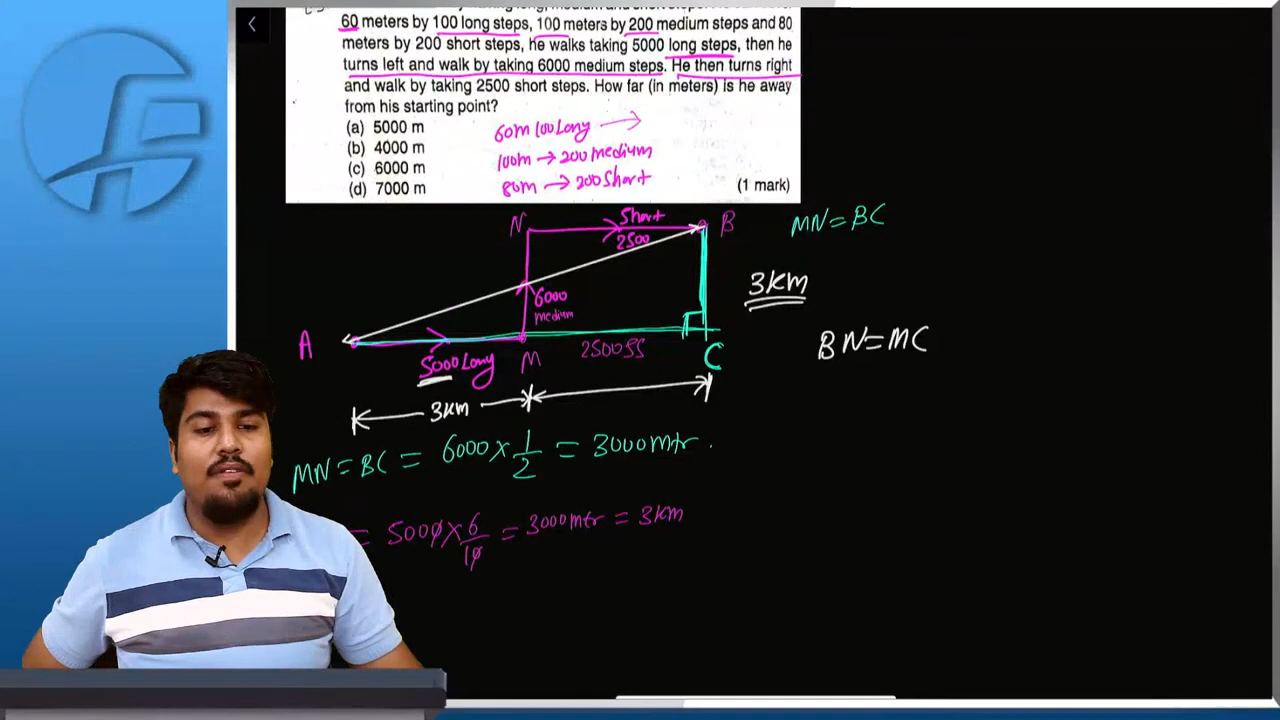 60 meters by 100 long steps, 100 meters by 200 medium steps and 80
meters by 200 short steps, he walks taking 5000 long steps, then he
turns left and walk by taking 6000 medium steps. He then turns right
and walk by taking 2500 short steps. How far (in meters) is he away
from his starting point?
(a) 5000 m
(b) 4000 m
(c) 6000 m
(d) 7000 m
(1 mark)
60m 100 Long →
100m → 200 medium
80m → 200 Short
N
Short
B
2500
MN = BC
6000
medium
3km
A
5000 Long
M
2500 SS
C
BN = MC
3km
MN = BC = 6000 × 1/2 = 3000 mtr.
= 5000 × 6/10 = 3000 mtr = 3km